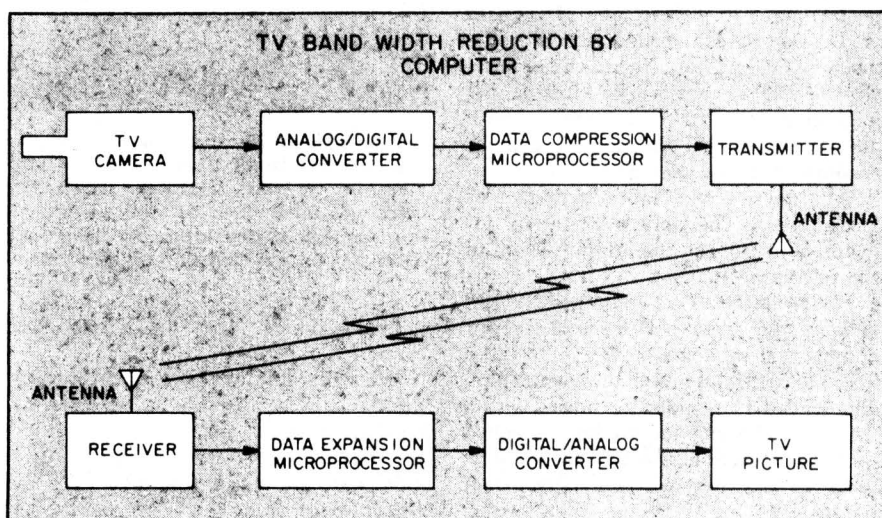 TV BAND WIDTH REDUCTION BY
COMPUTER
TV
CAMERA
ANALOG/DIGITAL
CONVERTER
DATA COMPRESSION
MICROPROCESSOR
TRANSMITTER
ANTENNA
ANTENNA
RECEIVER
DATA EXPANSION
MICROPROCESSOR
DIGITAL/ANALOG
CONVERTER
TV
PICTURE